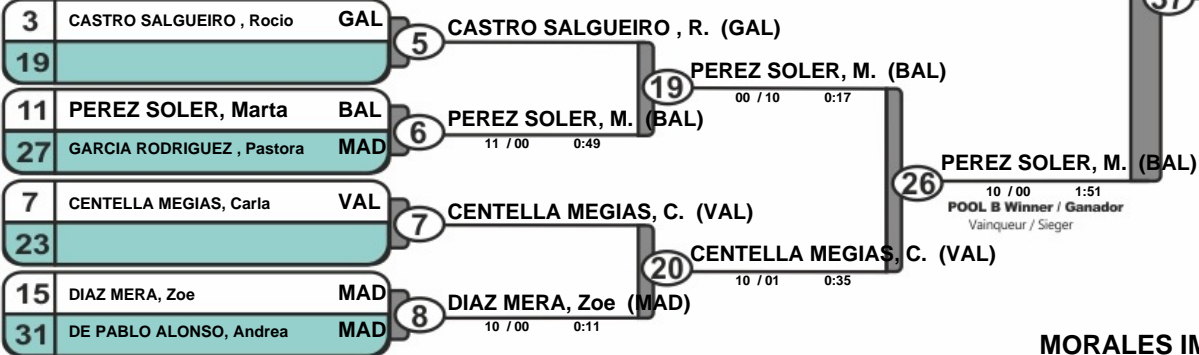 3 CASTRO SALGUEIRO , Rocio GAL
19
5
CASTRO SALGUEIRO , R. (GAL)
11 PEREZ SOLER, Marta BAL
27 GARCIA RODRIGUEZ , Pastora MAD
6
PEREZ SOLER, M. (BAL)
11 / 00 0:49
19
PEREZ SOLER, M. (BAL)
00 / 10 0:17
7 CENTELLA MEGIAS, Carla VAL
23
7
CENTELLA MEGIAS, C. (VAL)
15 DIAZ MERA, Zoe MAD
31 DE PABLO ALONSO, Andrea MAD
8
DIAZ MERA, Zoe (MAD)
10 / 00 0:11
20
CENTELLA MEGIAS, C. (VAL)
10 / 01 0:35
26
PEREZ SOLER, M. (BAL)
10 / 00 1:51
POOL B Winner / Ganador
Vainqueur / Sieger
37
MORALES